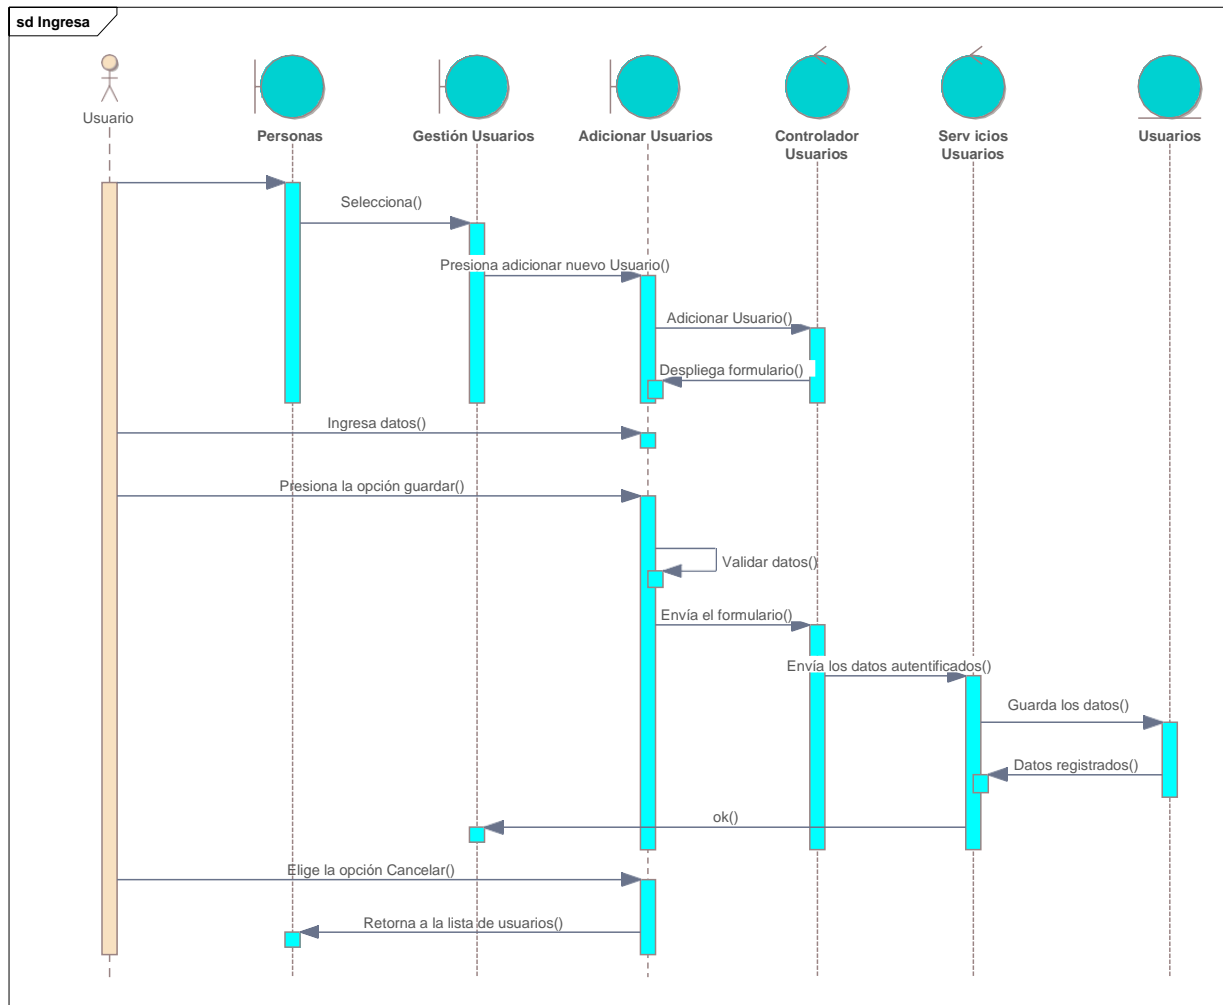 sd Ingresa
Usuario
Personas
Gestión Usuarios
Adicionar Usuarios
Controlador
Usuarios
Serv icios
Usuarios
Usuarios
Selecciona()
Presiona adicionar nuevo Usuario()
Adicionar Usuario()
Despliega formulario()
Ingresa datos()
Presiona la opción guardar()
Validar datos()
Envía el formulario()
Envía los datos autentificados()
Guarda los datos()
Datos registrados()
ok()
Elige la opción Cancelar()
Retorna a la lista de usuarios()